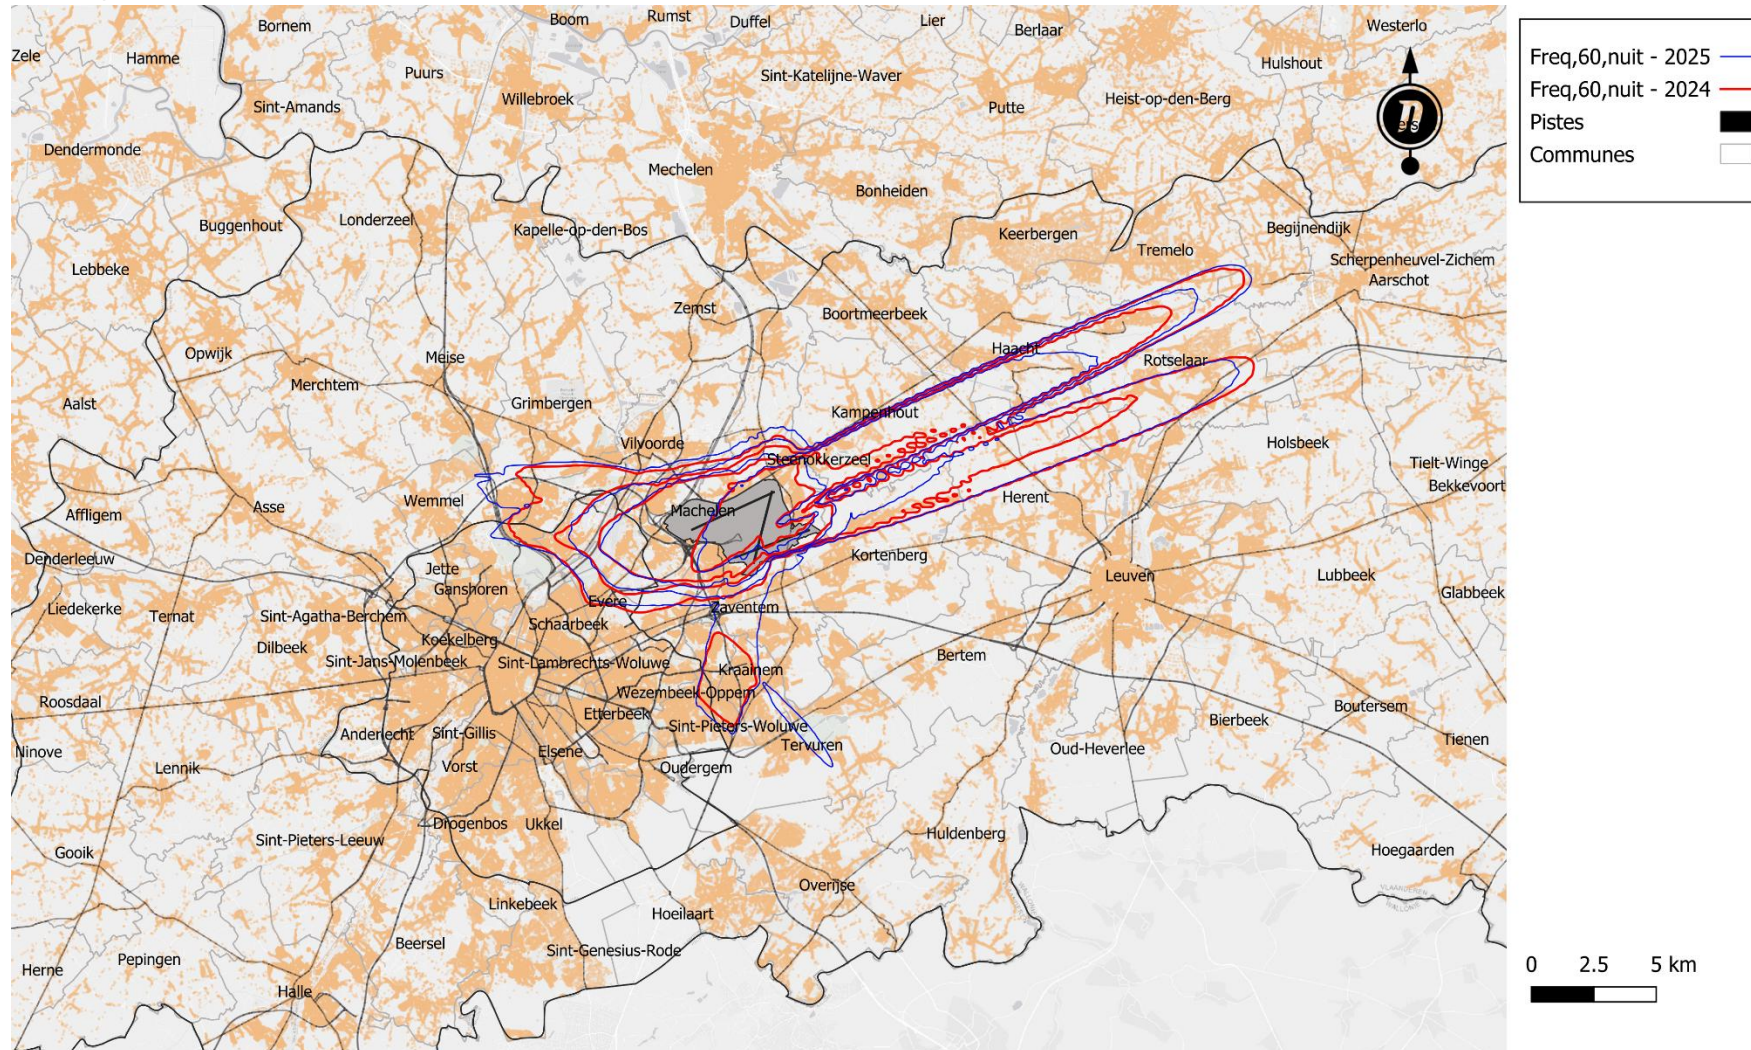 Bornem
Boom
Rumst
Duffel
Lier
Berlaar
Westerlo
Zele
Hamme
Puurs
Sint-Katelijne-Waver
Hulshout
Sint-Amands
Willebroek
Putte
Heist-op-den-Berg
Dendermonde
Mechelen
Bonheiden
Buggenhout
Londerzeel
Kapelle-op-den-Bos
Keerbergen
Begijnendijk
Tremelo
Scherpenheuvel-Zichem
Aarschot
Lebbeke
Zemst
Boortmeerbeek
Opwijk
Meise
Haacht
Rotselaar
Merchtem
Aalst
Grimbergen
Kampenhout
Vilvoorde
Holsbeek
Steenokkerzeel
Tielt-Winge
Bekkevoort
Wemmel
Asse
Affligem
Machelen
Herent
Denderleeuw
Kortenberg
Jette
Ganshoren
Leuven
Lubbeek
Glabbeek
Liedekerke
Ternat
Sint-Agatha-Berchem
Evere
Zaventem
Schaarbeek
Dilbeek
Koekelberg
Sint-Jans-Molenbeek
Sint-Lambrechts-Woluwe
Kraainem
Bertem
Wezembeek-Oppem
Roosdaal
Etterbeek
Sint-Pieters-Woluwe
Bierbeek
Boutersem
Anderlecht
Sint-Gillis
Tervuren
Tienen
Ninove
Elsene
Oud-Heverlee
Lennik
Vorst
Oudergem
Drogenbos
Ukkel
Huldenberg
Sint-Pieters-Leeuw
Gooik
Hoegaarden
Overijse
VLAANDEREN
WALLONIE
Linkebeek
Hoeilaart
Beersel
Sint-Genesius-Rode
Herne
Pepingen
Halle
Freq,60,nuit - 2025
Freq,60,nuit - 2024
Pistes
Communes
0 2.5 5 km